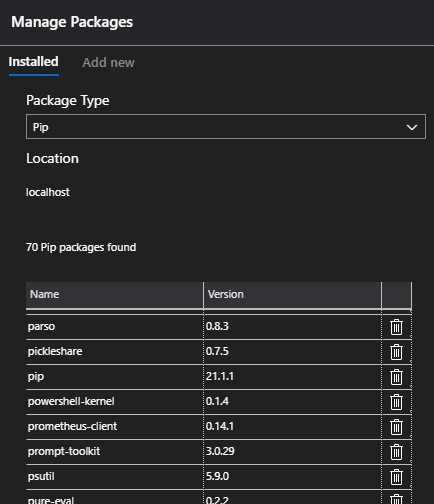 Manage Packages
Installed Add new
Package Type
Pip
Location
localhost
70 Pip packages found
Name Version
parso 0.8.3
pickleshare 0.7.5
pip 21.1.1
powershell-kernel 0.1.4
prometheus-client 0.14.1
prompt-toolkit 3.0.29
psutil 5.9.0
pure-eval 0.2.2